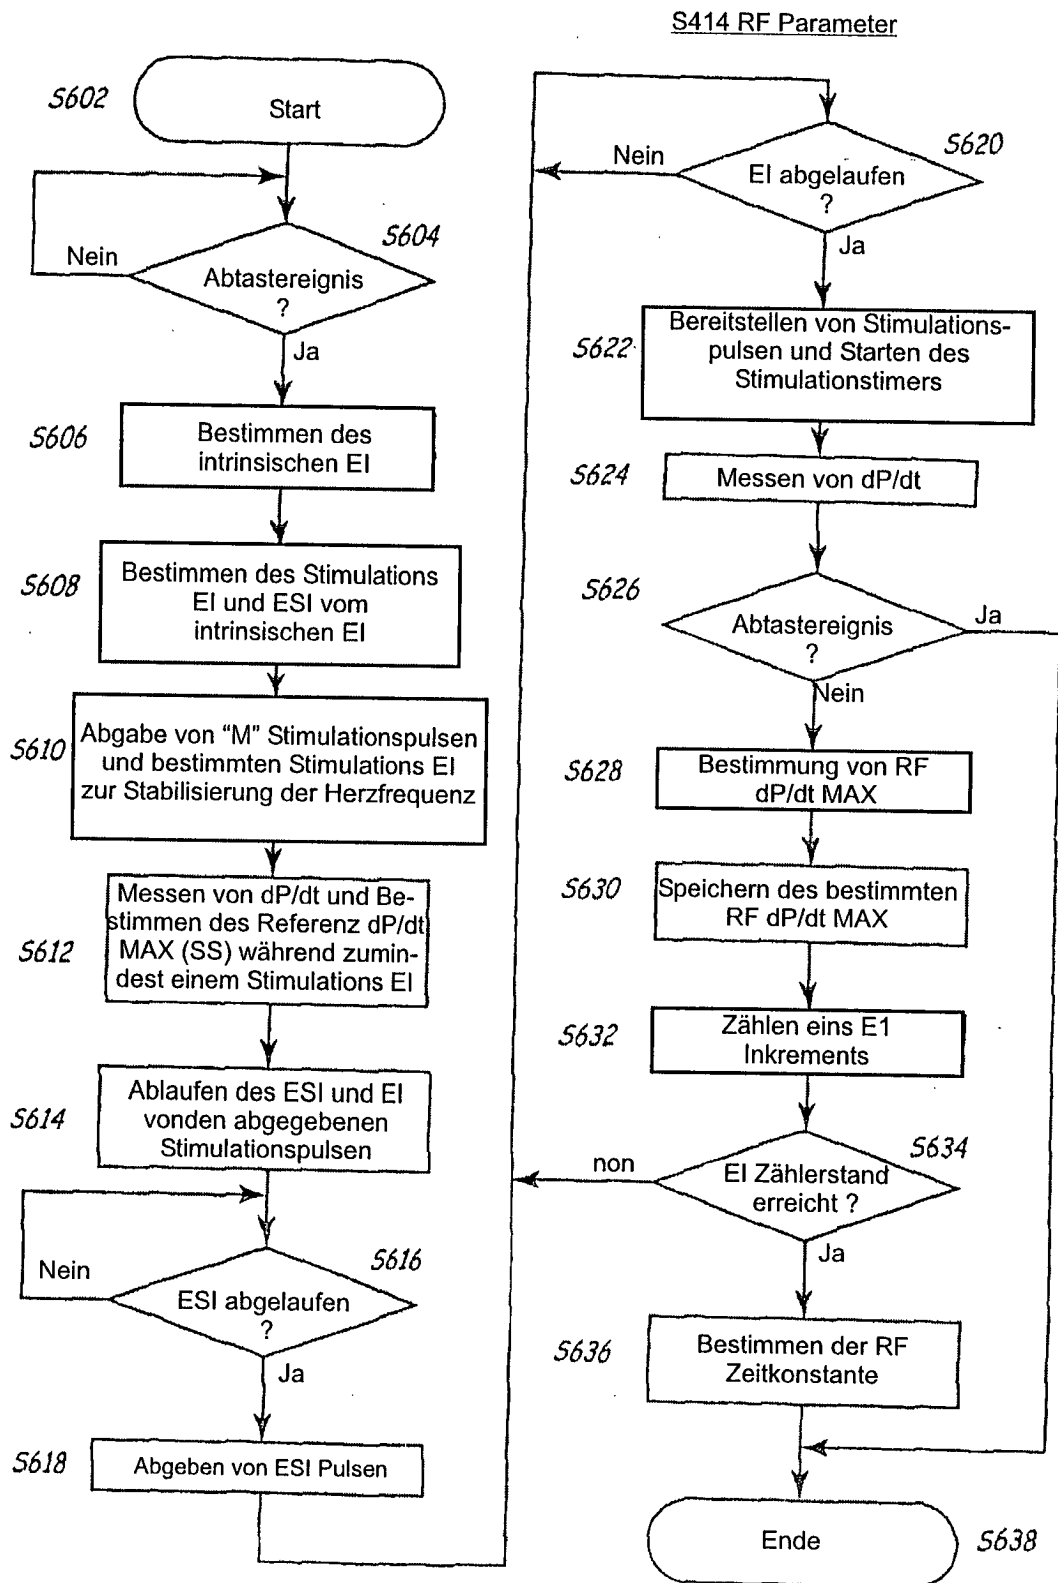 S414 RF Parameter
S602
Start
S604
Nein
Abtastereignis
?
Ja
S606
Bestimmen des
intrinsischen EI
S608
Bestimmen des Stimulations
EI und ESI vom
intrinsischen EI
S610
Abgabe von "M" Stimulationspulsen
und bestimmten Stimulations EI
zur Stabilisierung der Herzfrequenz
S612
Messen von dP/dt und Be-
stimmen des Referenz dP/dt
MAX (SS) während zumin-
dest einem Stimulations EI
S614
Ablaufen des ESI und EI
vonden abgegebenen
Stimulationspulsen
S616
Nein
ESI abgelaufen
?
Ja
S618
Abgeben von ESI Pulsen
S620
Nein
EI abgelaufen
?
Ja
S622
Bereitstellen von Stimulations-
pulsen und Starten des
Stimulationstimers
S624
Messen von dP/dt
S626
Ja
Abtastereignis
?
Nein
S628
Bestimmung von RF
dP/dt MAX
S630
Speichern des bestimmten
RF dP/dt MAX
S632
Zählen eins E1
Inkrements
S634
non
EI Zählerstand
erreicht ?
Ja
S636
Bestimmen der RF
Zeitkonstante
Ende
S638